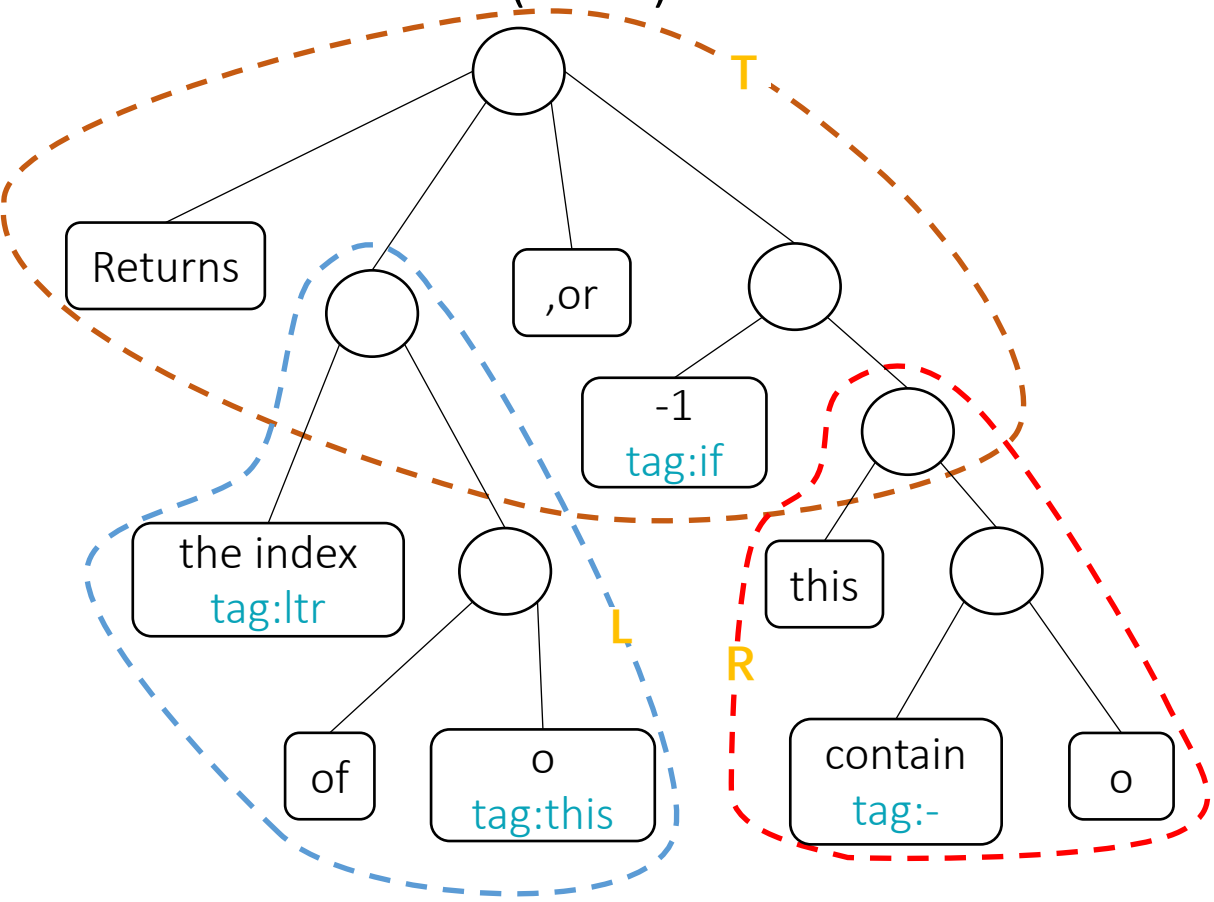 T
Returns
,or
-1
tag:if
the index
tag:ltr
this
L
R
of
o
tag:this
contain
tag:-
o